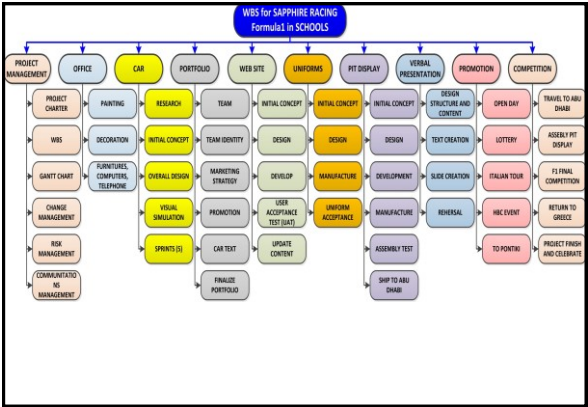 WBS for SAPPHIRE RACING
Formula1 in SCHOOLS
PROJECT
MANAGEMENT
OFFICE
CAR
PORTFOLIO
WEB SITE
UNIFORMS
PIT DISPLAY
VERBAL
PRESENTATION
PROMOTION
COMPETITION
PROJECT
CHARTER
WBS
GANTT CHART
CHANGE
MANAGEMENT
RISK
MANAGEMENT
COMMUNITATIO
NS
MANAGEMENT
PAINTING
DECORATION
FURNITURES,
COMPUTERS,
TELEPHONE
RESEARCH
INITIAL CONCEPT
OVERALL DESIGN
VISUAL
SIMULATION
SPRINTS (5)
TEAM
TEAM IDENTITY
MARKETING
STRATEGY
PROMOTION
CAR TEXT
FINALIZE
PORTFOLIO
INITIAL CONCEPT
DESIGN
DEVELOP
USER
ACCEPTANCE
TEST (UAT)
UPDATE
CONTENT
INITIAL CONCEPT
DESIGN
MANUFACTURE
UNIFORM
ACCEPTANCE
INITIAL CONCEPT
DESIGN
DEVELOPMENT
MANUFACTURE
ASSEMBLY TEST
SHIP TO ABU
DHABI
DESIGN
STRUCTURE AND
CONTENT
TEXT CREATION
SLIDE CREATION
REHERSAL
OPEN DAY
LOTTERY
ITALIAN TOUR
HBC EVENT
TO PONTIKI
TRAVEL TO ABU
DHABI
ASSEBLY PIT
DISPLAY
F1 FINAL
COMPETITION
RETURN TO
GREECE
PROJECT FINISH
AND CELEBRATE